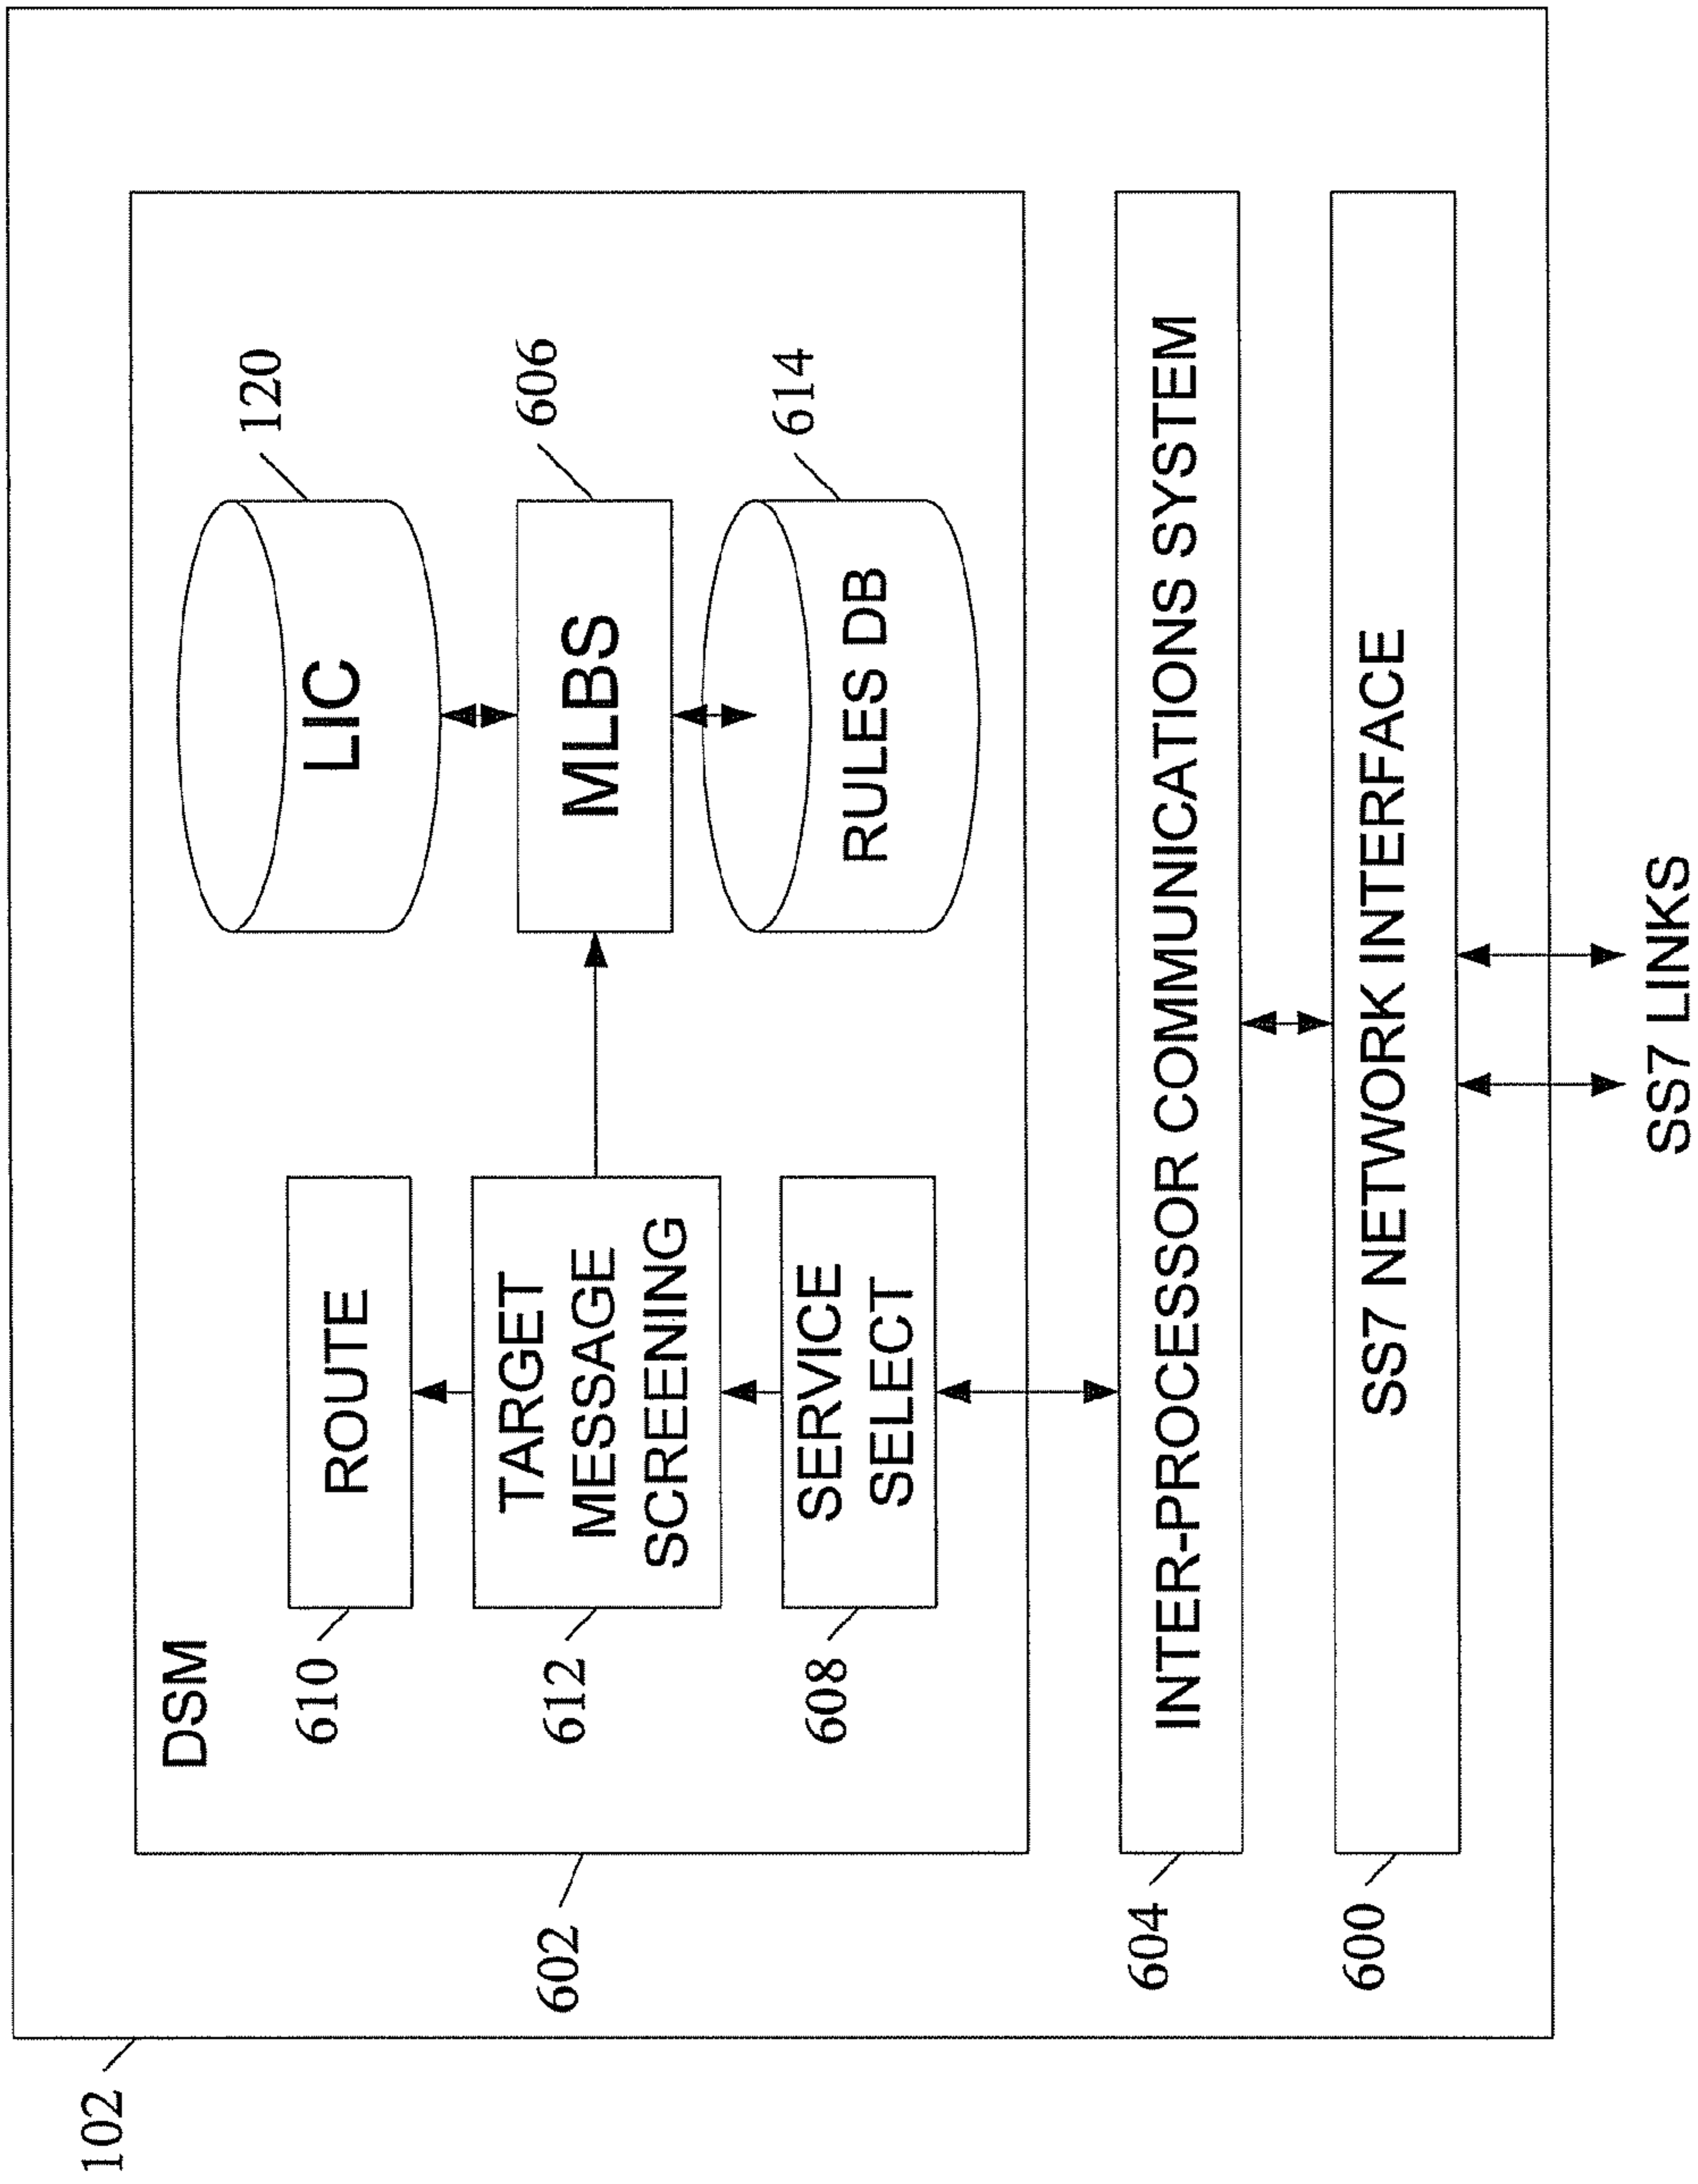 102
602
DSM
610
ROUTE
612
TARGET
MESSAGE
SCREENING
608
SERVICE
SELECT
LIC
120
MLBS
606
RULES DB
614
604
INTER-PROCESSOR COMMUNICATIONS SYSTEM
600
SS7 NETWORK INTERFACE
SS7 LINKS